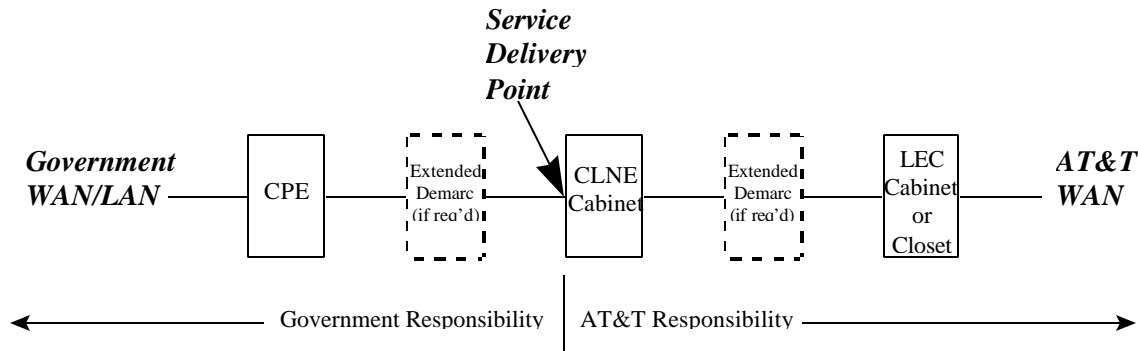 Service
Delivery
Point
Government
WAN/LAN
CPE
Extended
Demarc
(if req'd)
CLNE
Cabinet
Extended
Demarc
(if req'd)
LEC
Cabinet
or
Closet
AT&T
WAN
Government Responsibility
AT&T Responsibility